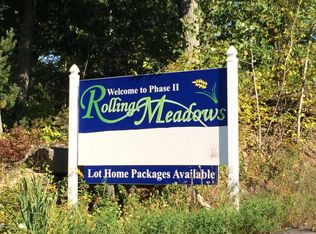 Welcome to Phase II
Rolling Meadows
Lot Home Packages Available